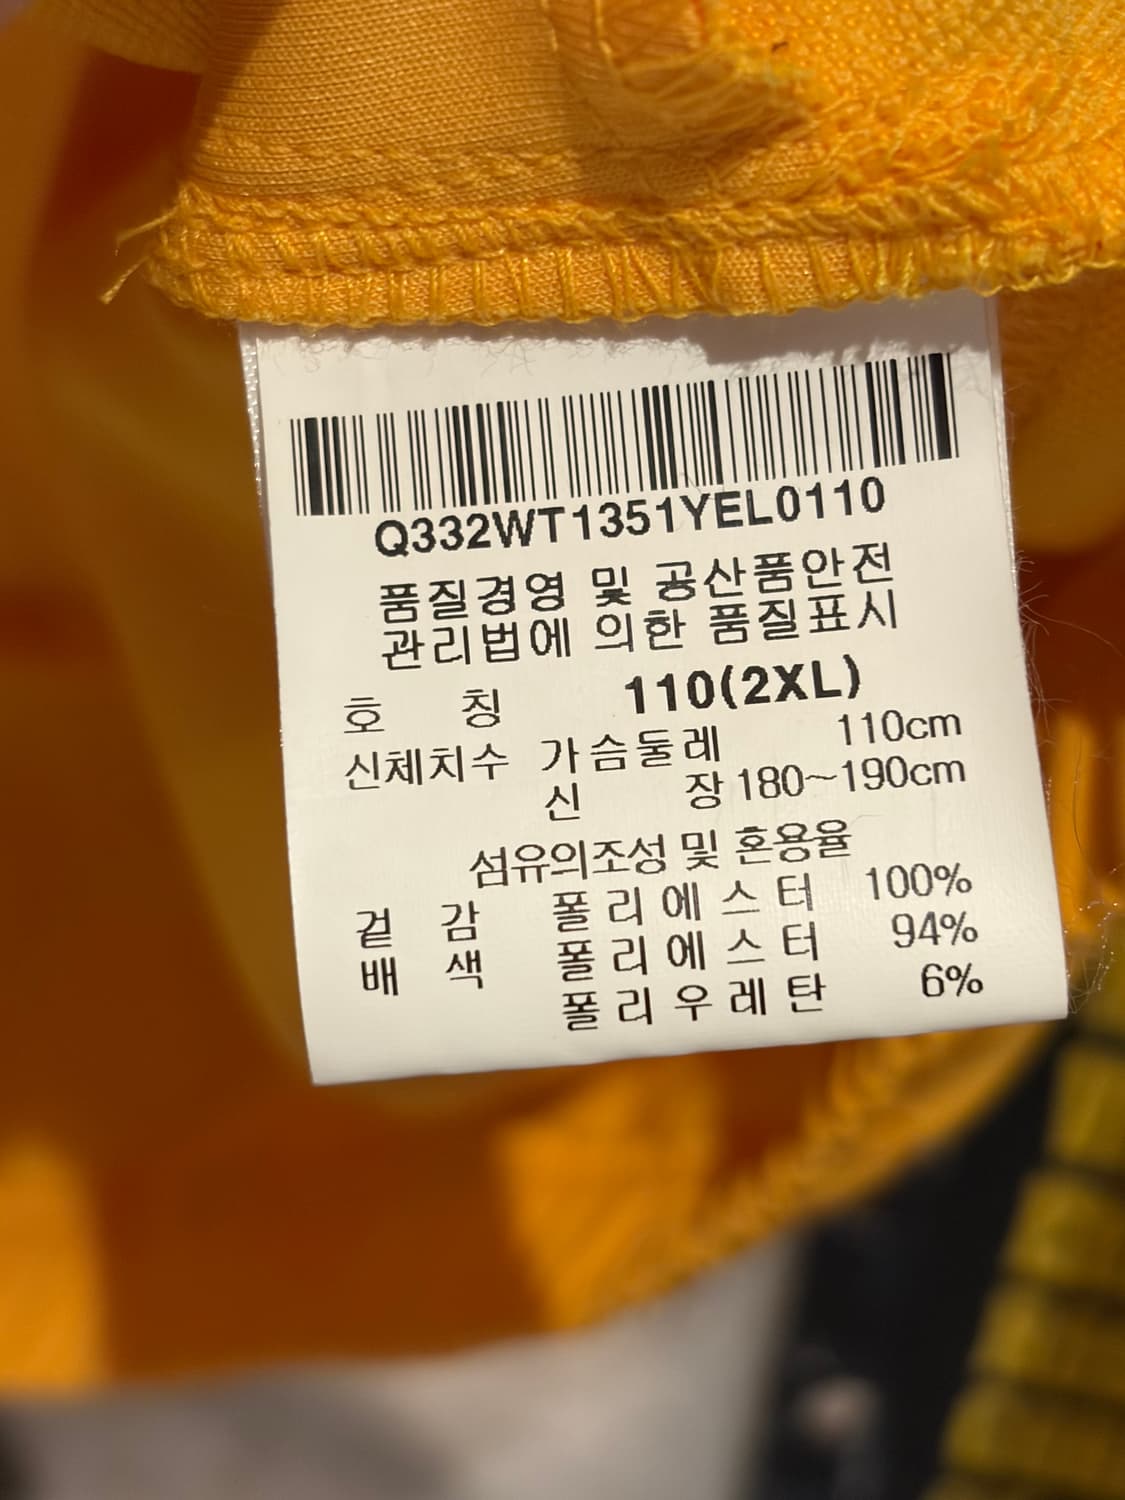 Q332WT1351YEL0110
품질경영 및 공산품안전
관리법에 의한 품질표시
호 칭 110(2XL)
신체치수 가슴둘레 110cm
신 장 180~190cm
섬유의조성 및 혼용율
겉 감 폴리에스터 100%
배 색 폴리에스터 94%
폴리우레탄 6%